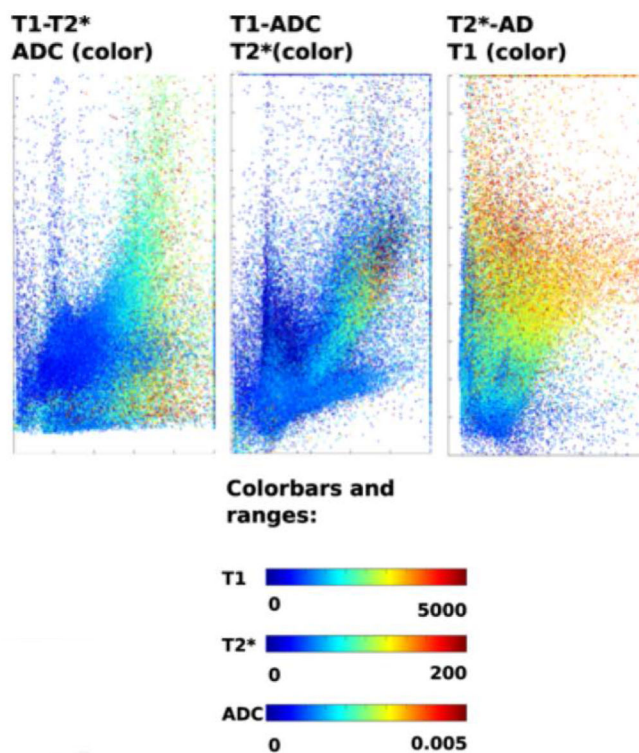 T1-T2*
ADC (color)
T1-ADC
T2*(color)
T2*-AD
T1 (color)
Colorbars and
ranges:
T1
0
5000
T2*
0
200
ADC
0
0.005